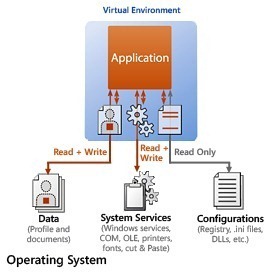 Virtual Environment
Application
Read + Write
Read +
Write
Read Only
Data
(Profile and
documents)
System Services
(Windows services,
COM, OLE, printers,
fonts, cut & Paste)
Configurations
(Registry, .ini files,
DLLs, etc.)
Operating System